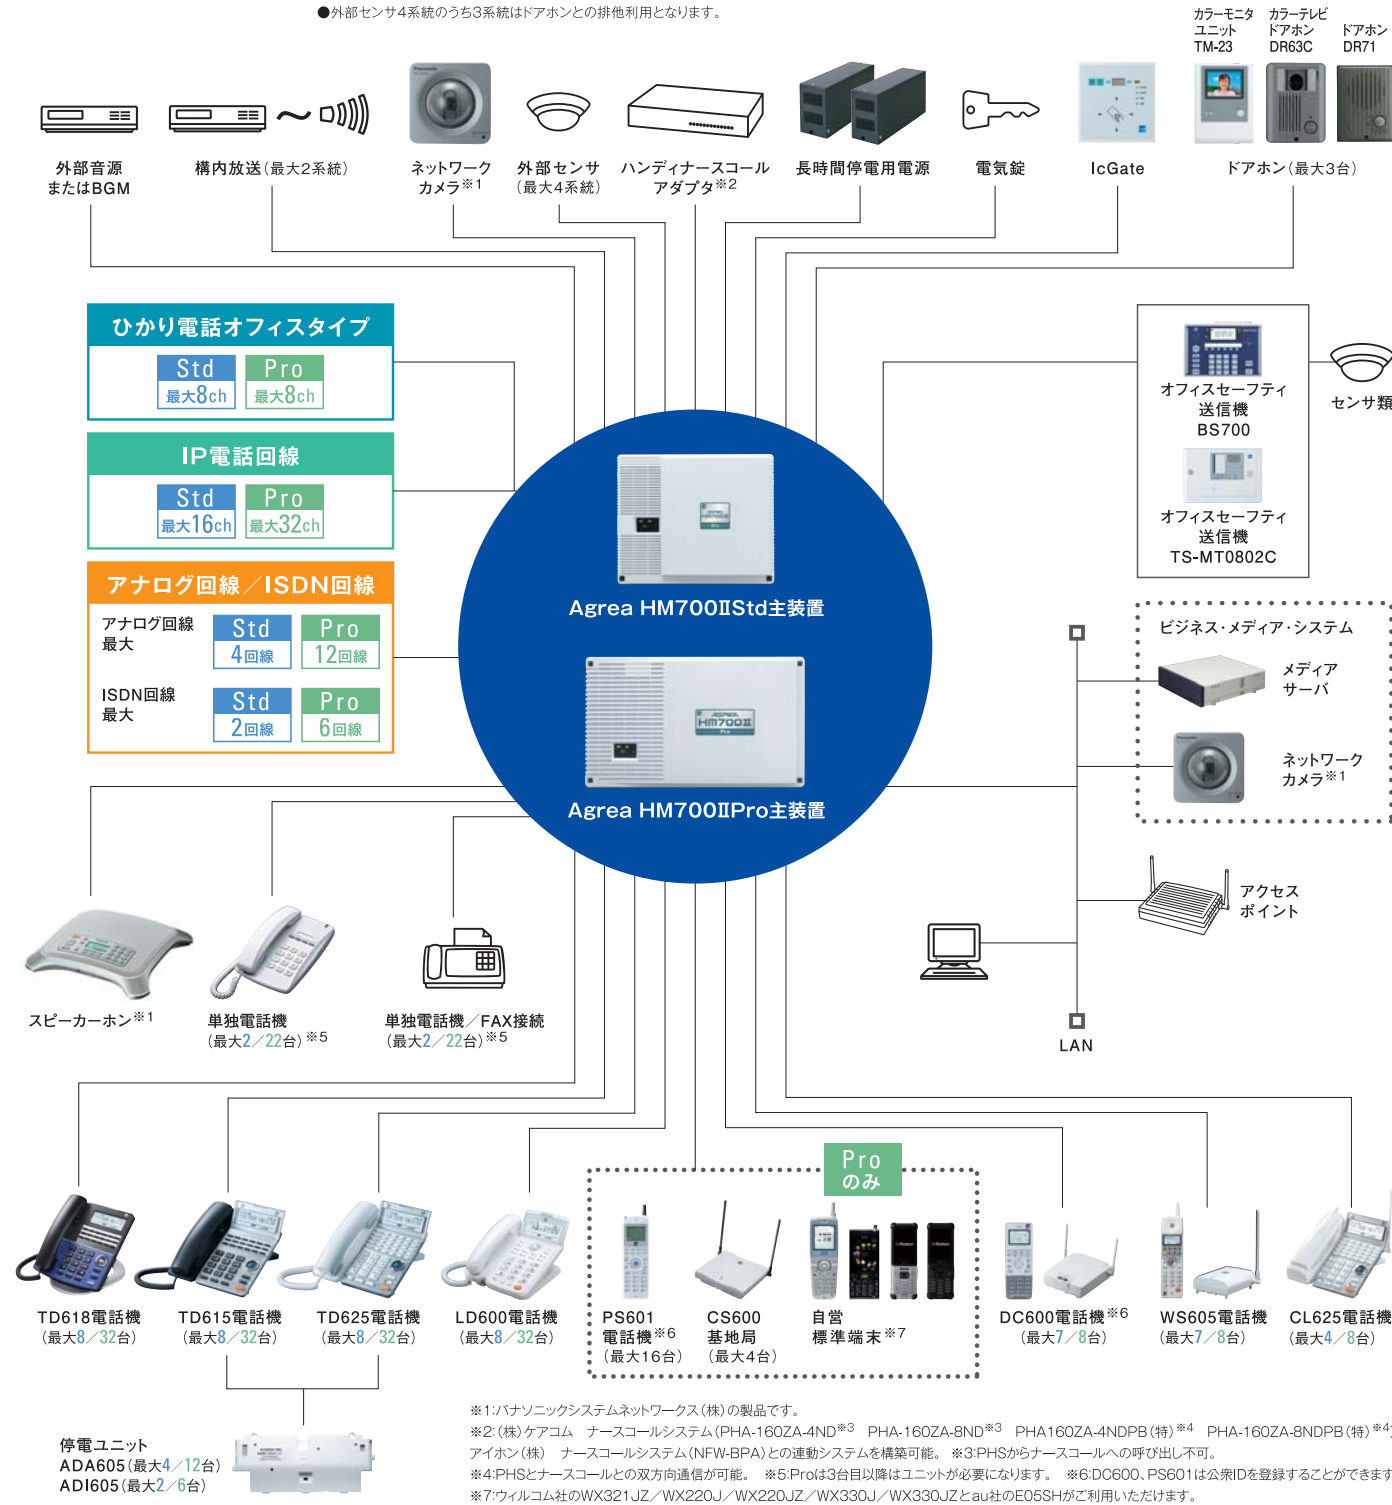 ●外部センサ4系統のうち3系統はドアホンとの排他利用となります。
カラーモニタ
ユニット
TM-23
カラーテレビ
ドアホン
DR63C
ドアホン
DR71
外部音源
またはBGM
構内放送(最大2系統)
ネットワーク
カメラ※1
外部センサ
(最大4系統)
ハンディナースコール
アダプタ※2
長時間停電用電源
電気錠
IcGate
ドアホン(最大3台)
ひかり電話オフィスタイプ
Std
最大8ch
Pro
最大8ch
IP電話回線
Std
最大16ch
Pro
最大32ch
アナログ回線/ISDN回線
アナログ回線
最大
Std
4回線
Pro
12回線
ISDN回線
最大
Std
2回線
Pro
6回線
Agrea HM700ⅡStd主装置
AGREA
HM700Ⅱ
Pro
Agrea HM700ⅡPro主装置
オフィスセーフティ
送信機
BS700
センサ類
オフィスセーフティ
送信機
TS-MT0802C
ビジネス・メディア・システム
メディア
サーバ
ネットワーク
カメラ※1
アクセス
ポイント
LAN
スピーカーホン※1
単独電話機
(最大2/22台)※5
単独電話機/FAX接続
(最大2/22台)※5
Pro
のみ
TD618電話機
(最大8/32台)
TD615電話機
(最大8/32台)
TD625電話機
(最大8/32台)
LD600電話機
(最大8/32台)
PS601
電話機※6
(最大16台)
CS600
基地局
(最大4台)
自営
標準端末※7
DC600電話機※6
(最大7/8台)
WS605電話機
(最大7/8台)
CL625電話機
(最大4/8台)
停電ユニット
ADA605(最大4/12台)
ADI605(最大2/6台)
※1:パナソニックシステムネットワークス(株)の製品です。
※2:(株)ケアコム ナースコールシステム(PHA-160ZA-4ND※3 PHA-160ZA-8ND※3 PHA160ZA-4NDPB(特)※4 PHA-160ZA-8NDPB(特)※4)
アイホン(株) ナースコールシステム(NFW-BPA)との連動システムを構築可能。 ※3:PHSからナースコールへの呼び出し不可。
※4:PHSとナースコールとの双方向通信が可能。 ※5:Proは3台目以降はユニットが必要になります。 ※6:DC600、PS601は公衆IDを登録することができます
※7:ウィルコム社のWX321JZ/WX220J/WX220JZ/WX330J/WX330JZとau社のE05SHがご利用いただけます。